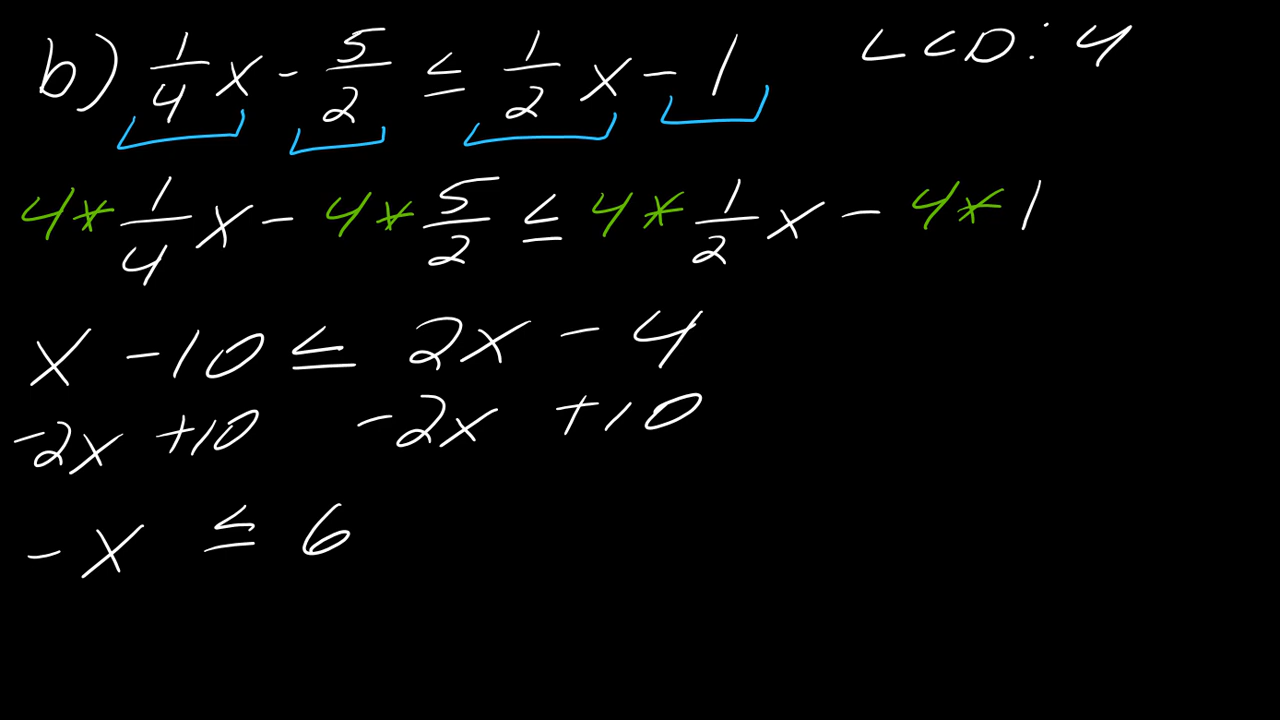 b) 1/4 x - 5/2 ≤ 1/2 x - 1 LCD: 4
4* 1/4 x - 4* 5/2 ≤ 4* 1/2 x - 4* 1
x - 10 ≤ 2x - 4
-2x +10 -2x +10
-x ≤ 6